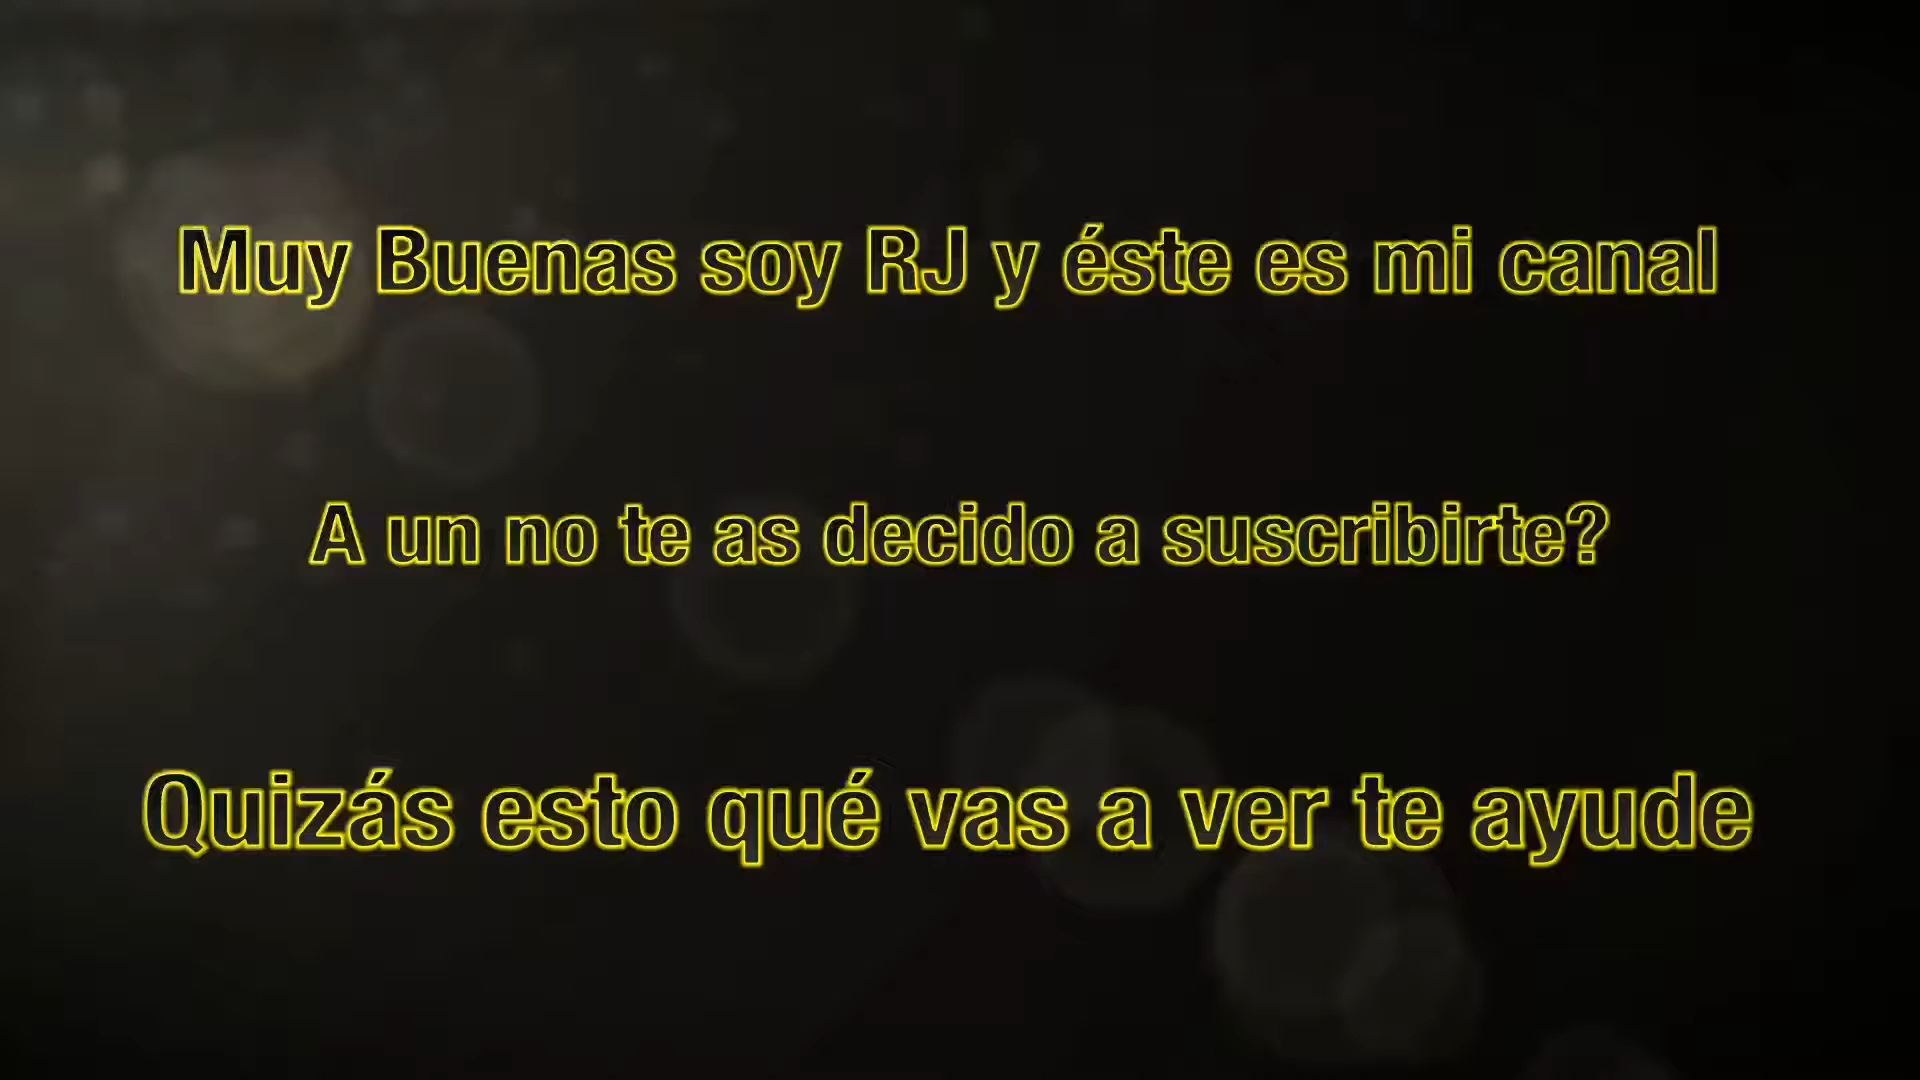 Muy Buenas soy RJ y éste es mi canal
A un no te as decido a suscribirte?
Quizás esto qué vas a ver te ayude